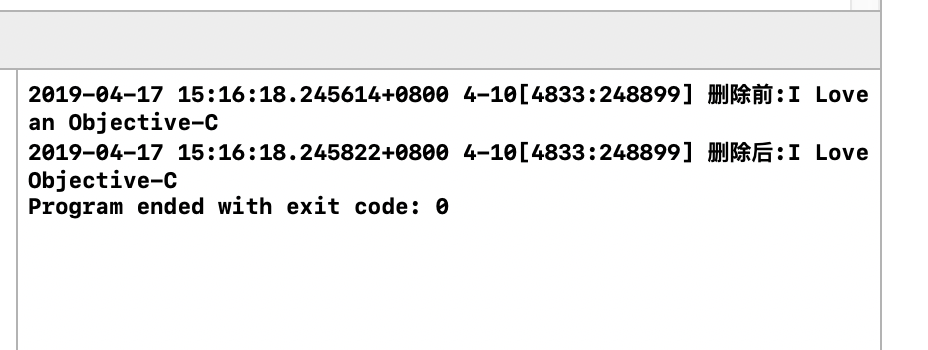 2019-04-17 15:16:18.245614+0800 4-10[4833:248899] 删除前:I Love
an Objective-C
2019-04-17 15:16:18.245822+0800 4-10[4833:248899] 删除后:I Love
Objective-C
Program ended with exit code: 0